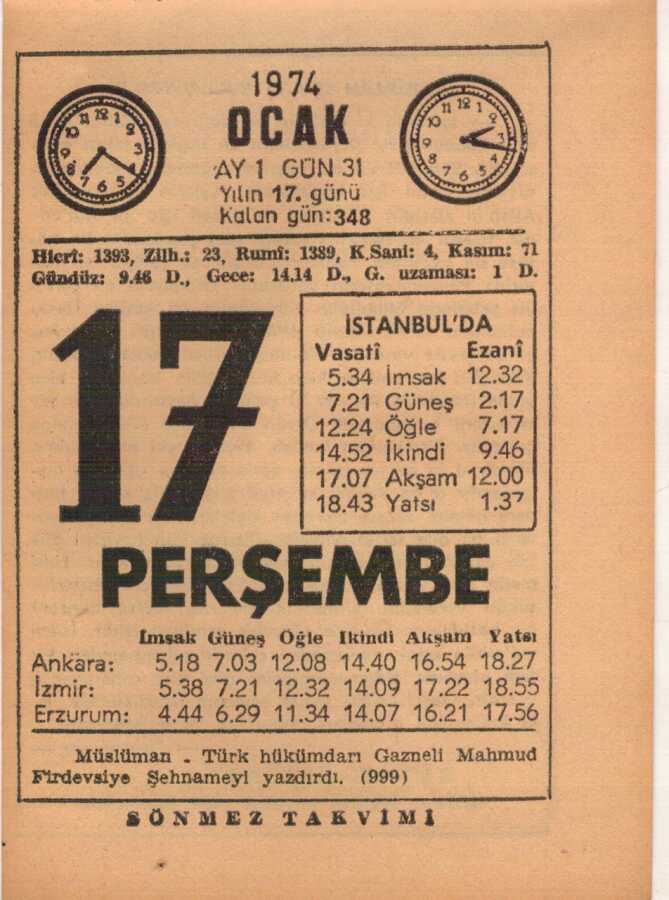 1974
OCAK
AY 1 GÜN 31
Yılın 17. günü
Kalan gün:348
Hicrî: 1393, Zilh.: 23, Rumî: 1389, K.Sani: 4, Kasım: 71
Gündüz: 9.46 D., Gece: 14.14 D., G. uzaması: 1 D.
17
İSTANBUL'DA
Vasatî Ezanî
5.34 İmsak 12.32
7.21 Güneş 2.17
12.24 Öğle 7.17
14.52 İkindi 9.46
17.07 Akşam 12.00
18.43 Yatsı 1.37
PERŞEMBE
İmsak Güneş Öğle İkindi Akşam Yatsı
Ankara: 5.18 7.03 12.08 14.40 16.54 18.27
İzmir: 5.38 7.21 12.32 14.09 17.22 18.55
Erzurum: 4.44 6.29 11.34 14.07 16.21 17.56
Müslüman - Türk hükümdarı Gazneli Mahmud
Firdevsiye Şehnameyi yazdırdı. (999)
SÖNMEZ TAKVİMİ